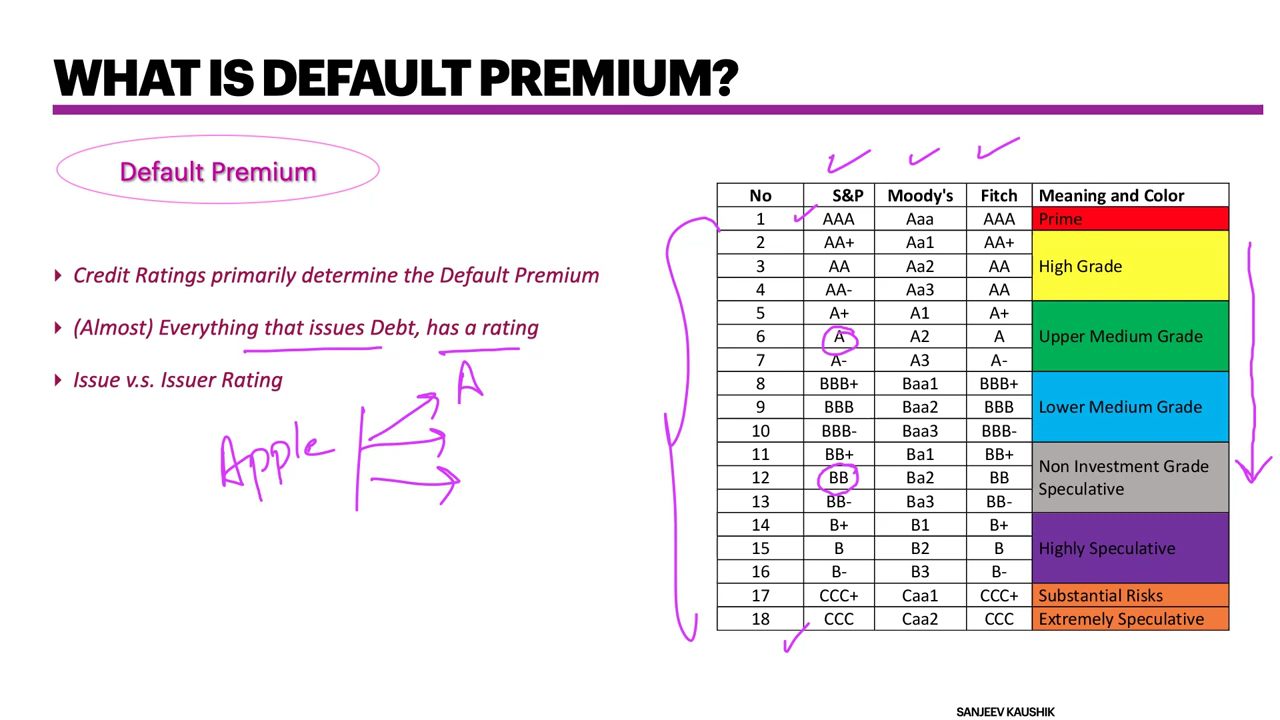 WHAT IS DEFAULT PREMIUM?
Default Premium
Credit Ratings primarily determine the Default Premium
(Almost) Everything that issues Debt, has a rating
Issue v.s. Issuer Rating
A
Apple
No S&P Moody's Fitch Meaning and Color
1 AAA Aaa AAA Prime
2 AA+ Aa1 AA+
3 AA Aa2 AA High Grade
4 AA- Aa3 AA
5 A+ A1 A+
6 A A2 A Upper Medium Grade
7 A- A3 A-
8 BBB+ Baa1 BBB+
9 BBB Baa2 BBB Lower Medium Grade
10 BBB- Baa3 BBB-
11 BB+ Ba1 BB+ Non Investment Grade
12 BB Ba2 BB Speculative
13 BB- Ba3 BB-
14 B+ B1 B+
15 B B2 B Highly Speculative
16 B- B3 B-
17 CCC+ Caa1 CCC+ Substantial Risks
18 CCC Caa2 CCC Extremely Speculative
SANJEEV KAUSHIK